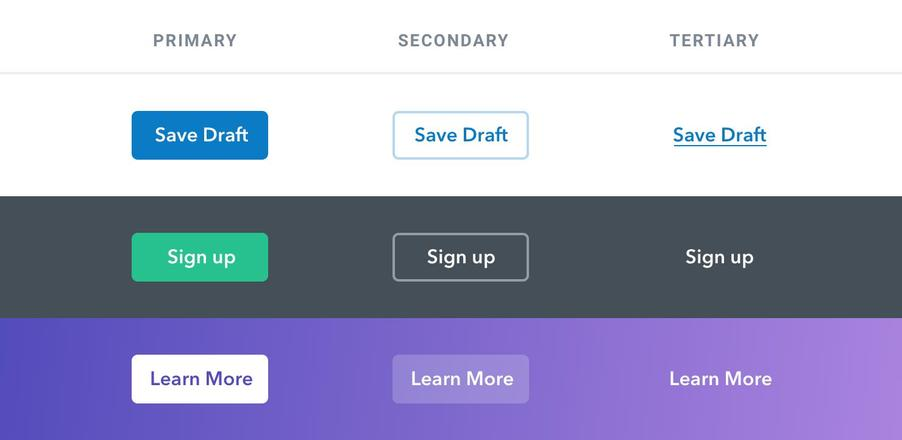 PRIMARY SECONDARY TERTIARY
Save Draft Save Draft Save Draft
Sign up Sign up Sign up
Learn More Learn More Learn More